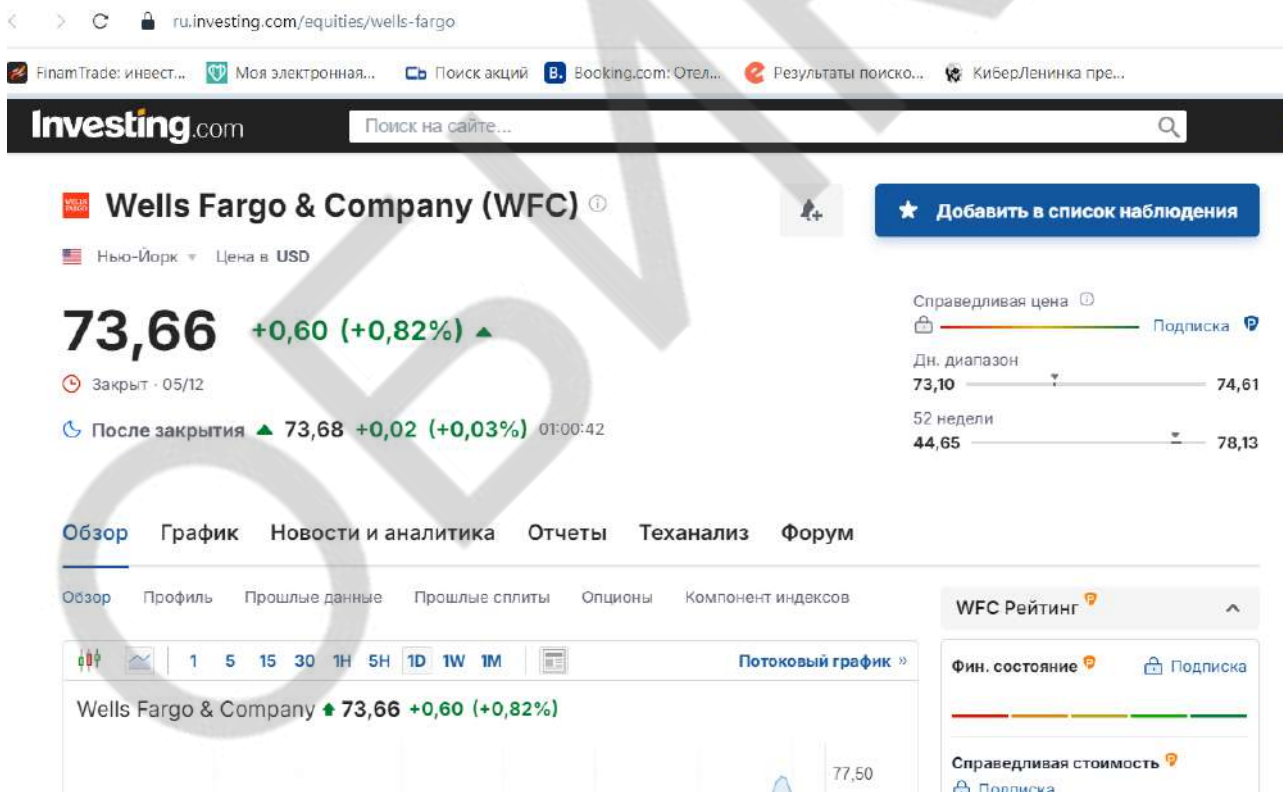 ru.investing.com/equities/wells-fargo
FinamTrade: инвест... Моя электронная... Сь Поиск акций B. Booking.com: Отел... Результаты поиско... КиберЛенинка пре...
Investing.com Поиск на сайте...
WELLS FARGO Wells Fargo & Company (WFC)
Добавить в список наблюдения
Нью-Йорк Цена в USD
73,66 +0,60 (+0,82%)
Справедливая цена
Подписка
Закрыт · 05/12
Дн. диапазон
73,10 74,61
После закрытия 73,68 +0,02 (+0,03%) 01:00:42
52 недели
44,65 78,13
Обзор График Новости и аналитика Отчеты Теханализ Форум
Обзор Профиль Прошлые данные Прошлые сплиты Опционы Компонент индексов
WFC Рейтинг
1 5 15 30 1H 5H 1D 1W 1M Потоковый график »
Фин. состояние Подписка
Wells Fargo & Company 73,66 +0,60 (+0,82%)
77,50
Справедливая стоимость
Подписка